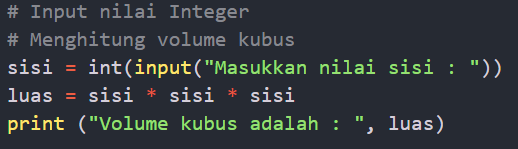 # Input nilai Integer
# Menghitung volume kubus
sisi = int(input("Masukkan nilai sisi : "))
luas = sisi * sisi * sisi
print ("Volume kubus adalah : ", luas)